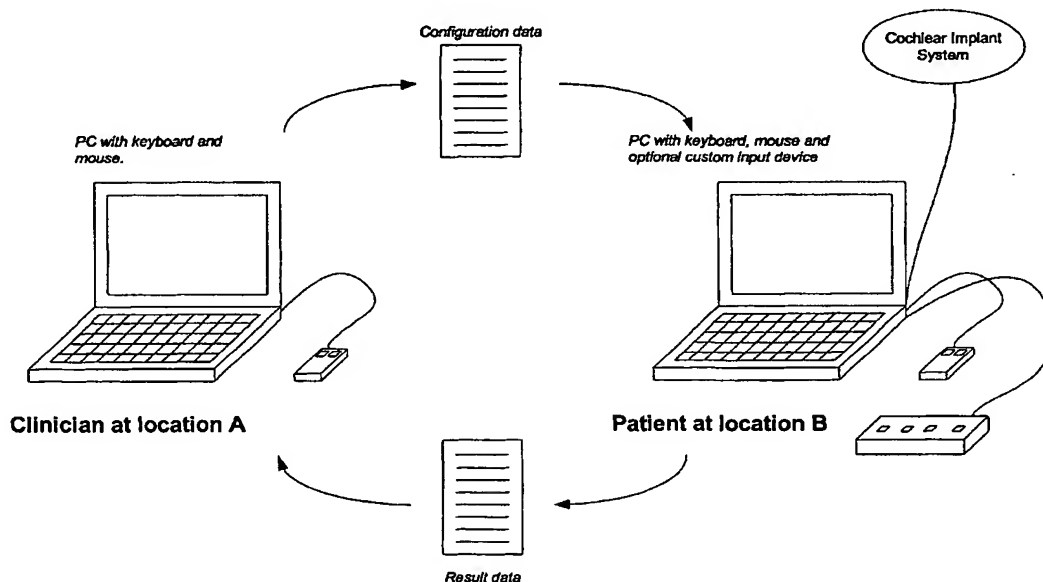 Configuration data
Cochlear Implant
System
PC with keyboard and
mouse.
PC with keyboard, mouse and
optional custom input device
Clinician at location A
Patient at location B
Result data